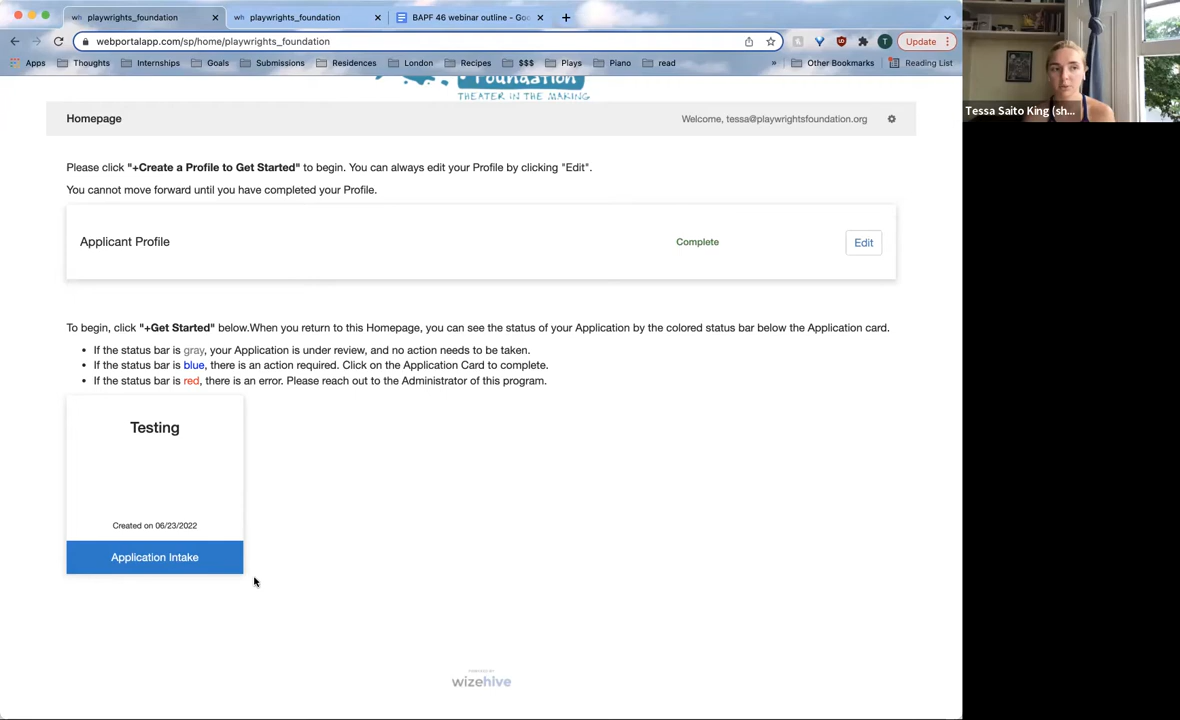 playwrights_foundation
playwrights_foundation
BAPF 46 webinar outline - Goo
webportalapp.com/sp/home/playwrights_foundation
Update
Apps Thoughts Internships Goals Submissions Residences London Recipes $$$ Plays Piano read » Other Bookmarks Reading List
Foundation
THEATER IN THE MAKING
Tessa Saito King (sh...
Homepage
Welcome, tessa@playwrightsfoundation.org
Please click "+Create a Profile to Get Started" to begin. You can always edit your Profile by clicking "Edit".
You cannot move forward until you have completed your Profile.
Applicant Profile
Complete
Edit
To begin, click "+Get Started" below.When you return to this Homepage, you can see the status of your Application by the colored status bar below the Application card.
• If the status bar is gray, your Application is under review, and no action needs to be taken.
• If the status bar is blue, there is an action required. Click on the Application Card to complete.
• If the status bar is red, there is an error. Please reach out to the Administrator of this program.
Testing
Created on 06/23/2022
Application Intake
POWERED BY
wizehive